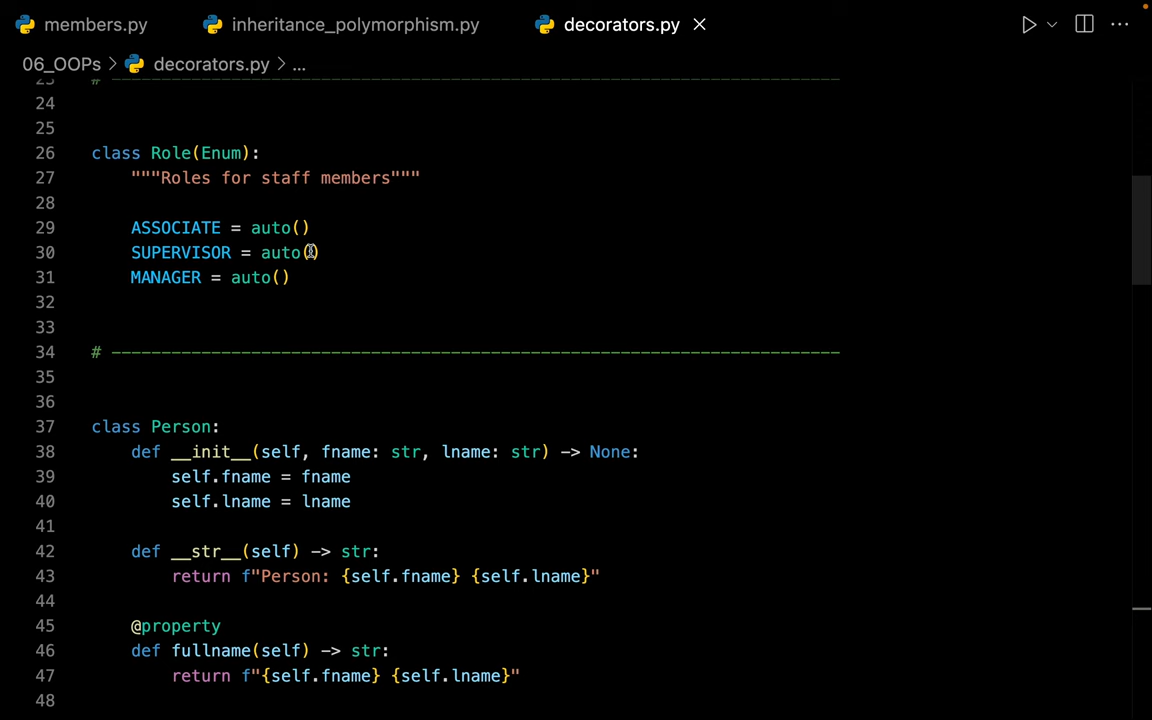 members.py inheritance_polymorphism.py decorators.py
06_OOPs > decorators.py > ...
23 # -------------------------------------------------------------------------
24
25
26 class Role(Enum):
27     """Roles for staff members"""
28
29     ASSOCIATE = auto()
30     SUPERVISOR = auto()
31     MANAGER = auto()
32
33
34 # -------------------------------------------------------------------------
35
36
37 class Person:
38     def __init__(self, fname: str, lname: str) -> None:
39         self.fname = fname
40         self.lname = lname
41
42     def __str__(self) -> str:
43         return f"Person: {self.fname} {self.lname}"
44
45     @property
46     def fullname(self) -> str:
47         return f"{self.fname} {self.lname}"
48